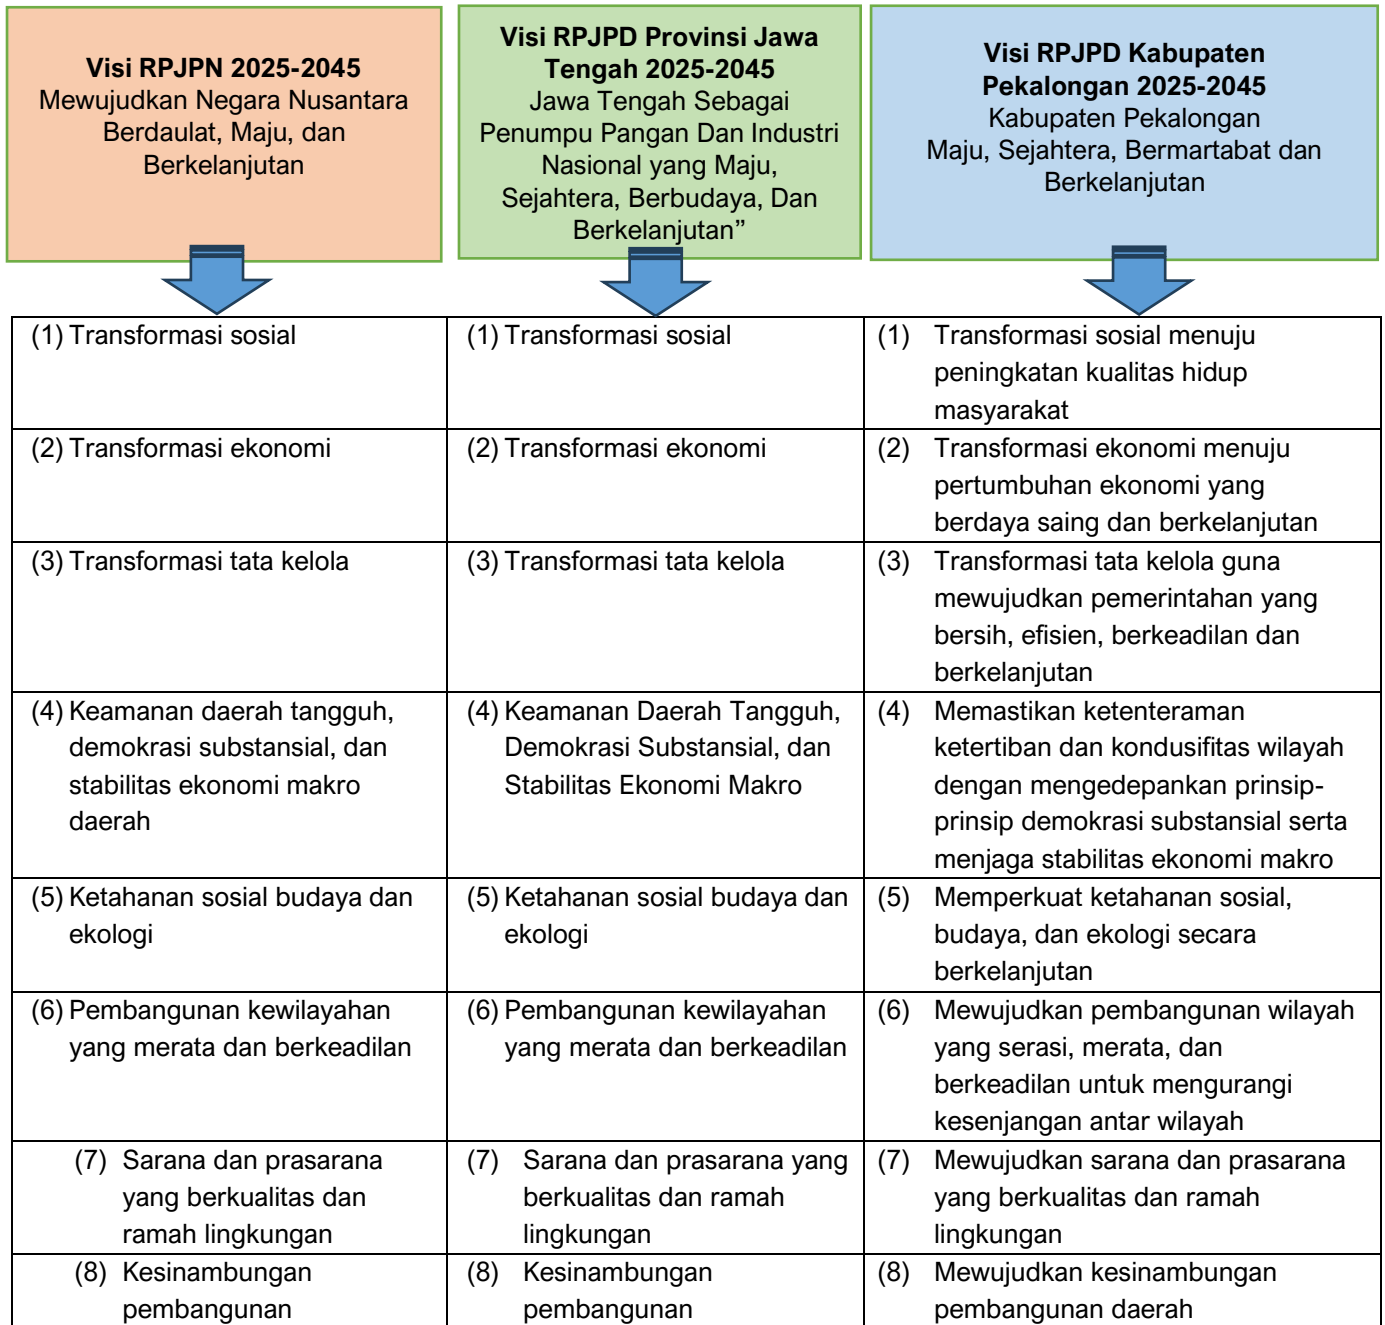 Visi RPJPN 2025-2045
Mewujudkan Negara Nusantara
Berdaulat, Maju, dan
Berkelanjutan
Visi RPJPD Provinsi Jawa
Tengah 2025-2045
Jawa Tengah Sebagai
Penumpu Pangan Dan Industri
Nasional yang Maju,
Sejahtera, Berbudaya, Dan
Berkelanjutan”
Visi RPJPD Kabupaten
Pekalongan 2025-2045
Kabupaten Pekalongan
Maju, Sejahtera, Bermartabat dan
Berkelanjutan
(1) Transformasi sosial
(1) Transformasi sosial
(1) Transformasi sosial menuju
peningkatan kualitas hidup
masyarakat
(2) Transformasi ekonomi
(2) Transformasi ekonomi
(2) Transformasi ekonomi menuju
pertumbuhan ekonomi yang
berdaya saing dan berkelanjutan
(3) Transformasi tata kelola
(3) Transformasi tata kelola
(3) Transformasi tata kelola guna
mewujudkan pemerintahan yang
bersih, efisien, berkeadilan dan
berkelanjutan
(4) Keamanan daerah tangguh,
demokrasi substansial, dan
stabilitas ekonomi makro
daerah
(4) Keamanan Daerah Tangguh,
Demokrasi Substansial, dan
Stabilitas Ekonomi Makro
(4) Memastikan ketenteraman
ketertiban dan kondusifitas wilayah
dengan mengedepankan prinsip-
prinsip demokrasi substansial serta
menjaga stabilitas ekonomi makro
(5) Ketahanan sosial budaya dan
ekologi
(5) Ketahanan sosial budaya dan
ekologi
(5) Memperkuat ketahanan sosial,
budaya, dan ekologi secara
berkelanjutan
(6) Pembangunan kewilayahan
yang merata dan berkeadilan
(6) Pembangunan kewilayahan
yang merata dan berkeadilan
(6) Mewujudkan pembangunan wilayah
yang serasi, merata, dan
berkeadilan untuk mengurangi
kesenjangan antar wilayah
(7) Sarana dan prasarana
yang berkualitas dan
ramah lingkungan
(7) Sarana dan prasarana yang
berkualitas dan ramah
lingkungan
(7) Mewujudkan sarana dan prasarana
yang berkualitas dan ramah
lingkungan
(8) Kesinambungan
pembangunan
(8) Kesinambungan
pembangunan
(8) Mewujudkan kesinambungan
pembangunan daerah